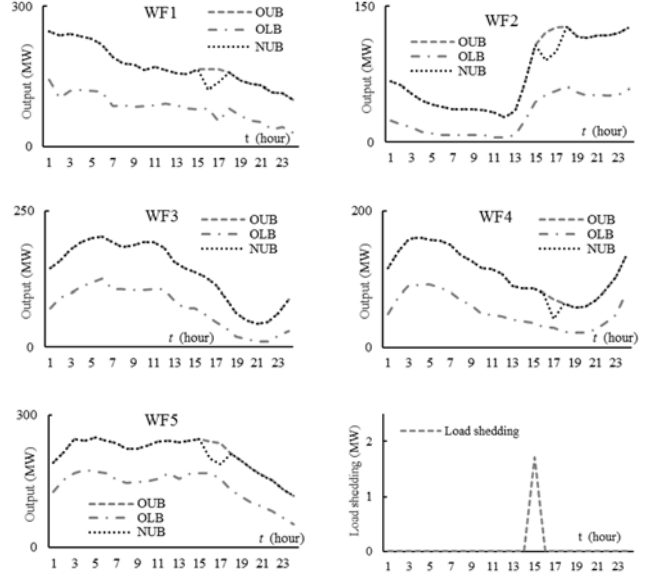 WF1
300
Output (MW)
0
OUB
OLB
NUB
t (hour)
1 3 5 7 9 11 13 15 17 19 21 23
WF2
150
Output (MW)
0
OUB
OLB
NUB
t (hour)
1 3 5 7 9 11 13 15 17 19 21 23
WF3
250
Output (MW)
0
OUB
OLB
NUB
t (hour)
1 3 5 7 9 11 13 15 17 19 21 23
WF4
200
Output (MW)
0
OUB
OLB
NUB
t (hour)
1 3 5 7 9 11 13 15 17 19 21 23
WF5
300
Output (MW)
0
OUB
OLB
NUB
t (hour)
1 3 5 7 9 11 13 15 17 19 21 23
Load shedding (MW)
2
1
0
Load shedding
t (hour)
1 3 5 7 9 11 13 15 17 19 21 23